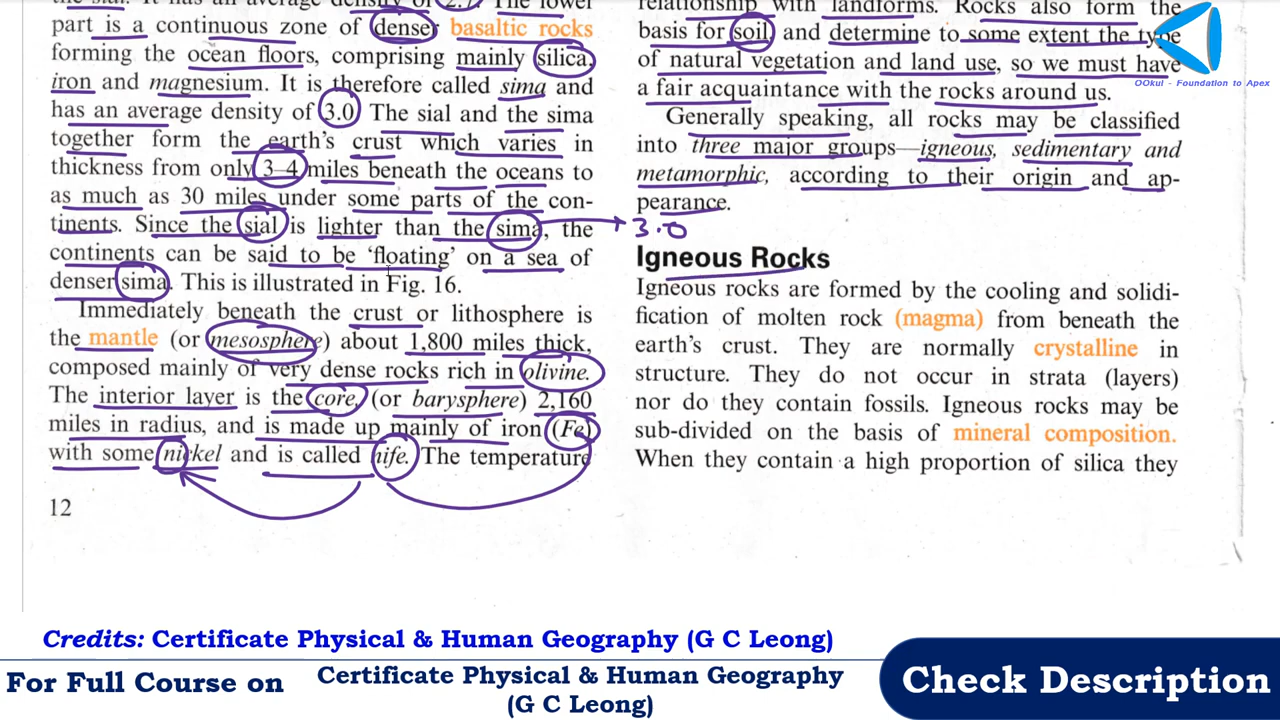 the sial. It has an average density of 2.7. The lower
part is a continuous zone of denser basaltic rocks
forming the ocean floors, comprising mainly silica,
iron and magnesium. It is therefore called sima and
has an average density of 3.0. The sial and the sima
together form the earth's crust which varies in
thickness from only 3–4 miles beneath the oceans to
as much as 30 miles under some parts of the con-
tinents. Since the sial is lighter than the sima, the
continents can be said to be 'floating' on a sea of
denser sima. This is illustrated in Fig. 16.
Immediately beneath the crust or lithosphere is
the mantle (or mesosphere) about 1,800 miles thick,
composed mainly of very dense rocks rich in olivine.
The interior layer is the core, (or barysphere) 2,160
miles in radius, and is made up mainly of iron (Fe)
with some nickel and is called nife. The temperature
12
relationship with landforms. Rocks also form the
basis for soil and determine to some extent the type
of natural vegetation and land use, so we must have
a fair acquaintance with the rocks around us.
Generally speaking, all rocks may be classified
into three major groups—igneous, sedimentary and
metamorphic, according to their origin and ap-
pearance.
3.0
Igneous Rocks
Igneous rocks are formed by the cooling and solidi-
fication of molten rock (magma) from beneath the
earth's crust. They are normally crystalline in
structure. They do not occur in strata (layers)
nor do they contain fossils. Igneous rocks may be
sub-divided on the basis of mineral composition.
When they contain a high proportion of silica they
OOkul - Foundation to Apex
Credits: Certificate Physical & Human Geography (G C Leong)
For Full Course on
Certificate Physical & Human Geography
(G C Leong)
Check Description